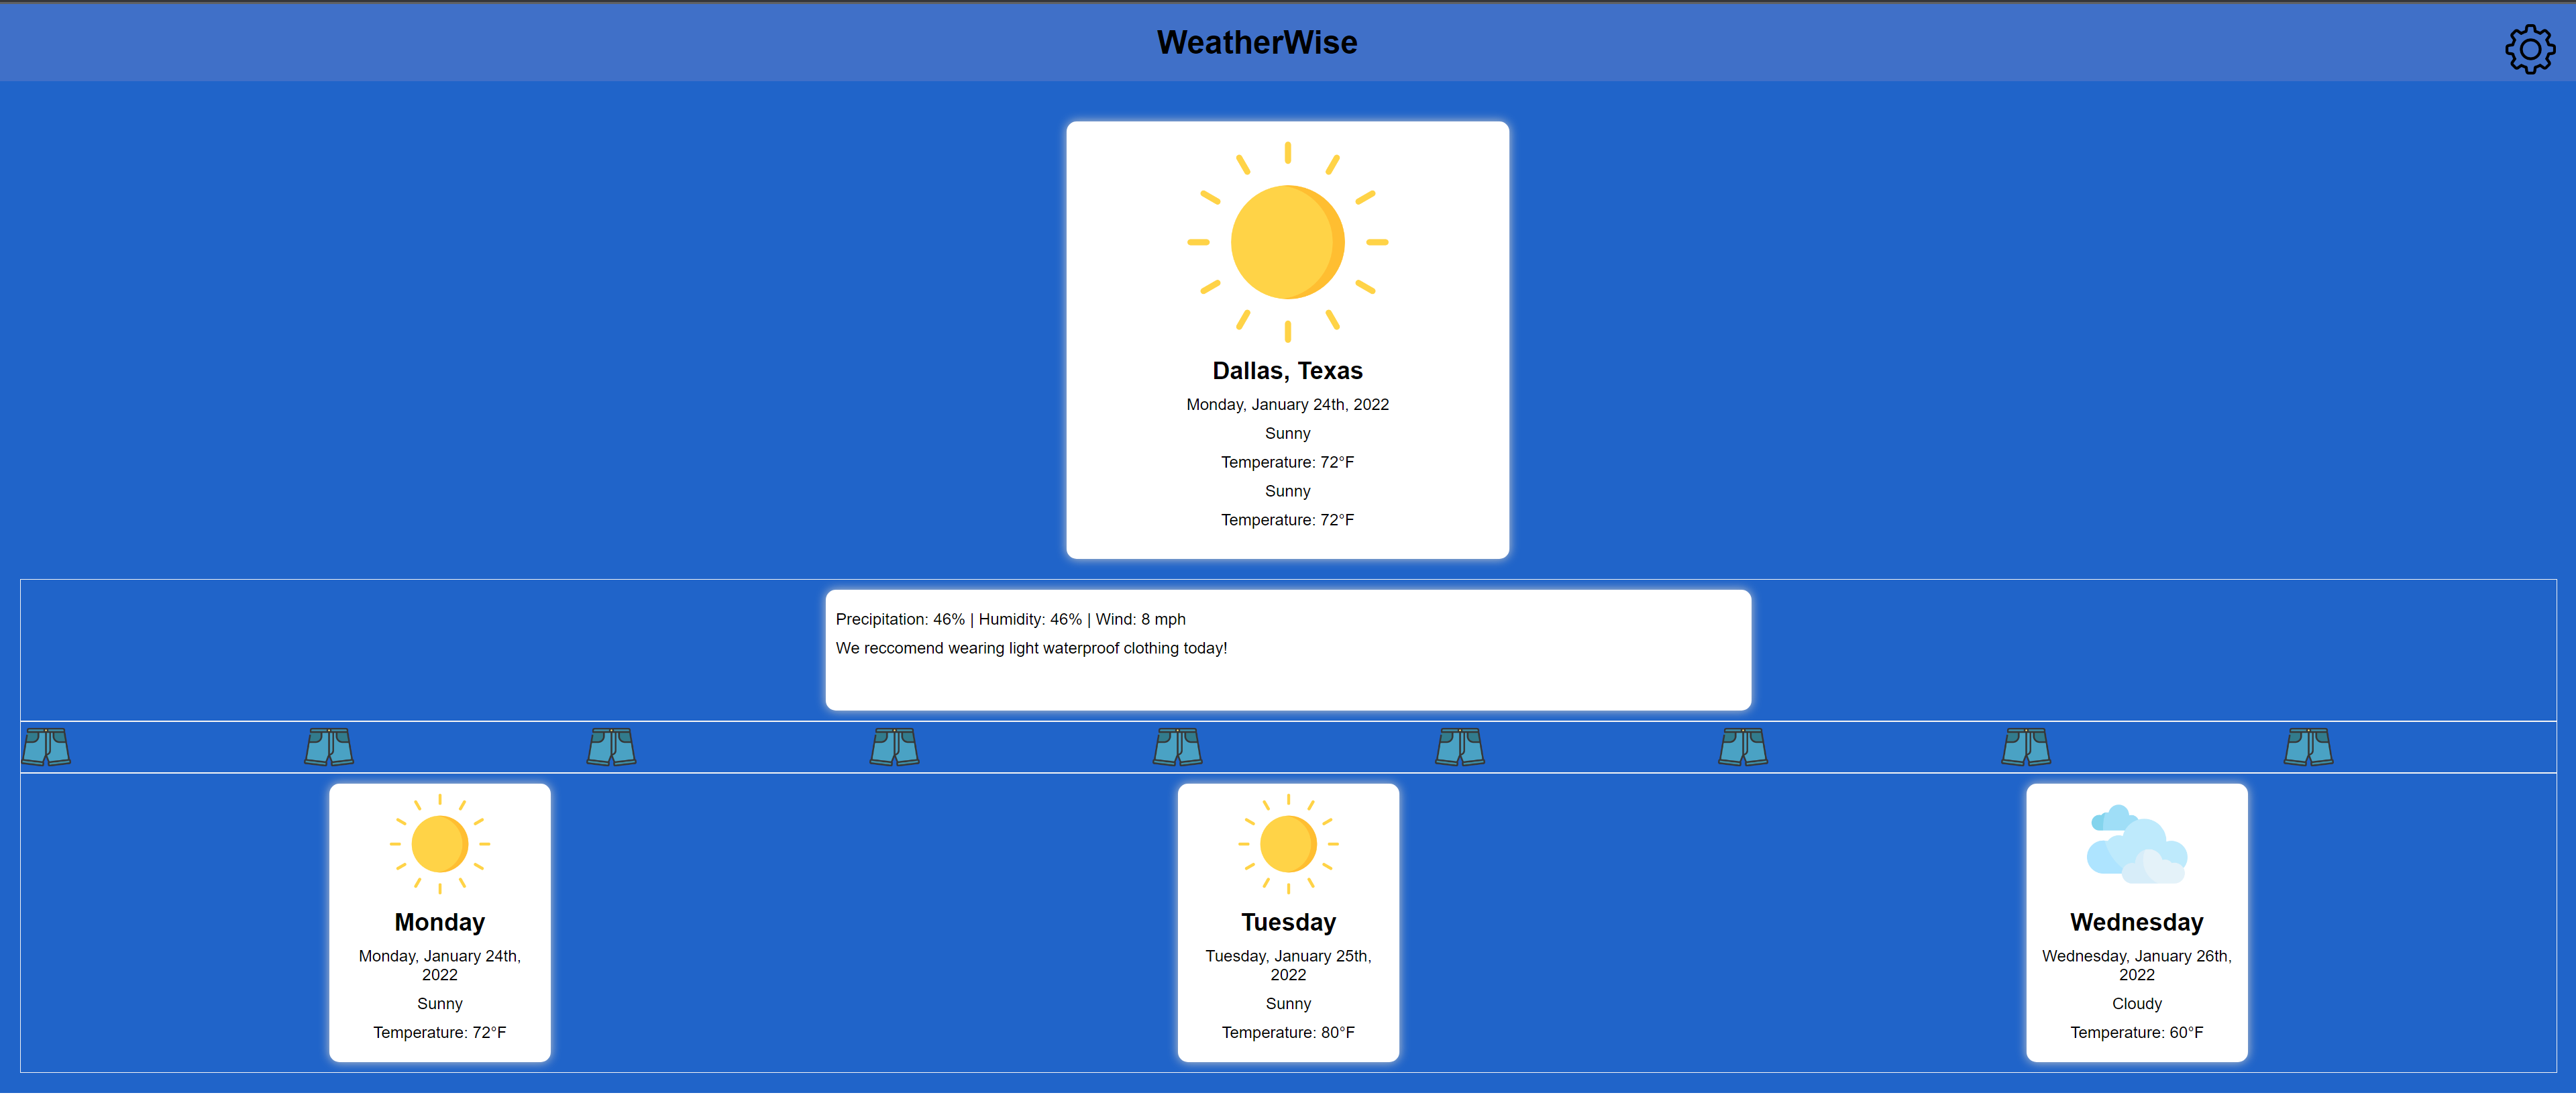 WeatherWise
Dallas, Texas
Monday, January 24th, 2022
Sunny
Temperature: 72°F
Sunny
Temperature: 72°F
Precipitation: 46% | Humidity: 46% | Wind: 8 mph
We reccomend wearing light waterproof clothing today!
Monday
Monday, January 24th,
2022
Sunny
Temperature: 72°F
Tuesday
Tuesday, January 25th,
2022
Sunny
Temperature: 80°F
Wednesday
Wednesday, January 26th,
2022
Cloudy
Temperature: 60°F